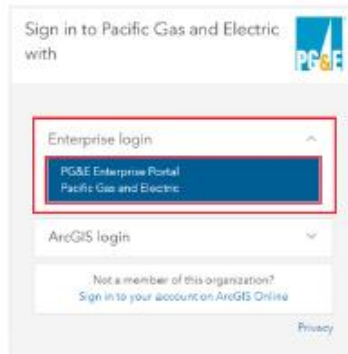 Sign in to Pacific Gas and Electric
with
PG&E
Enterprise login
PG&E Enterprise Portal
Pacific Gas and Electric
ArcGIS login
Not a member of this organization?
Sign in to your account on ArcGIS Online
Privacy